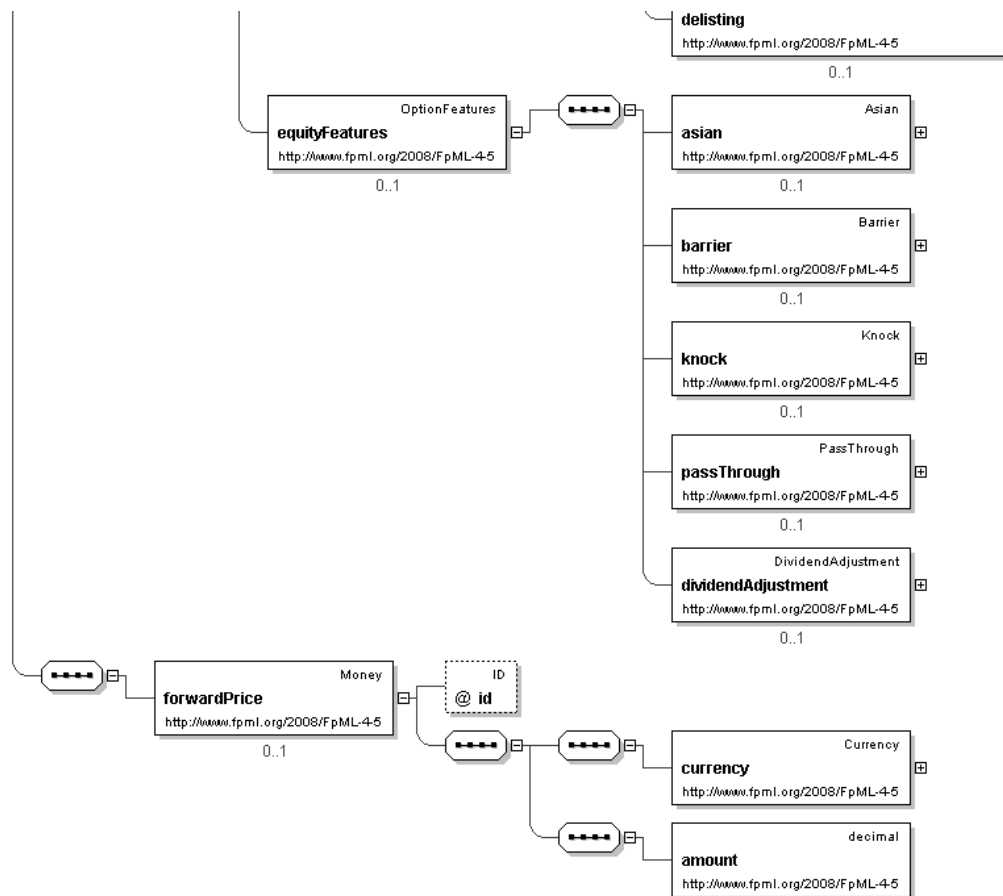 delisting
http://www.fpml.org/2008/FpML-4-5
0..1
OptionFeatures
equityFeatures
http://www.fpml.org/2008/FpML-4-5
0..1
Asian
asian
http://www.fpml.org/2008/FpML-4-5
0..1
Barrier
barrier
http://www.fpml.org/2008/FpML-4-5
0..1
Knock
knock
http://www.fpml.org/2008/FpML-4-5
0..1
PassThrough
passThrough
http://www.fpml.org/2008/FpML-4-5
0..1
DividendAdjustment
dividendAdjustment
http://www.fpml.org/2008/FpML-4-5
0..1
Money
forwardPrice
http://www.fpml.org/2008/FpML-4-5
0..1
ID
@ id
Currency
currency
http://www.fpml.org/2008/FpML-4-5
decimal
amount
http://www.fpml.org/2008/FpML-4-5